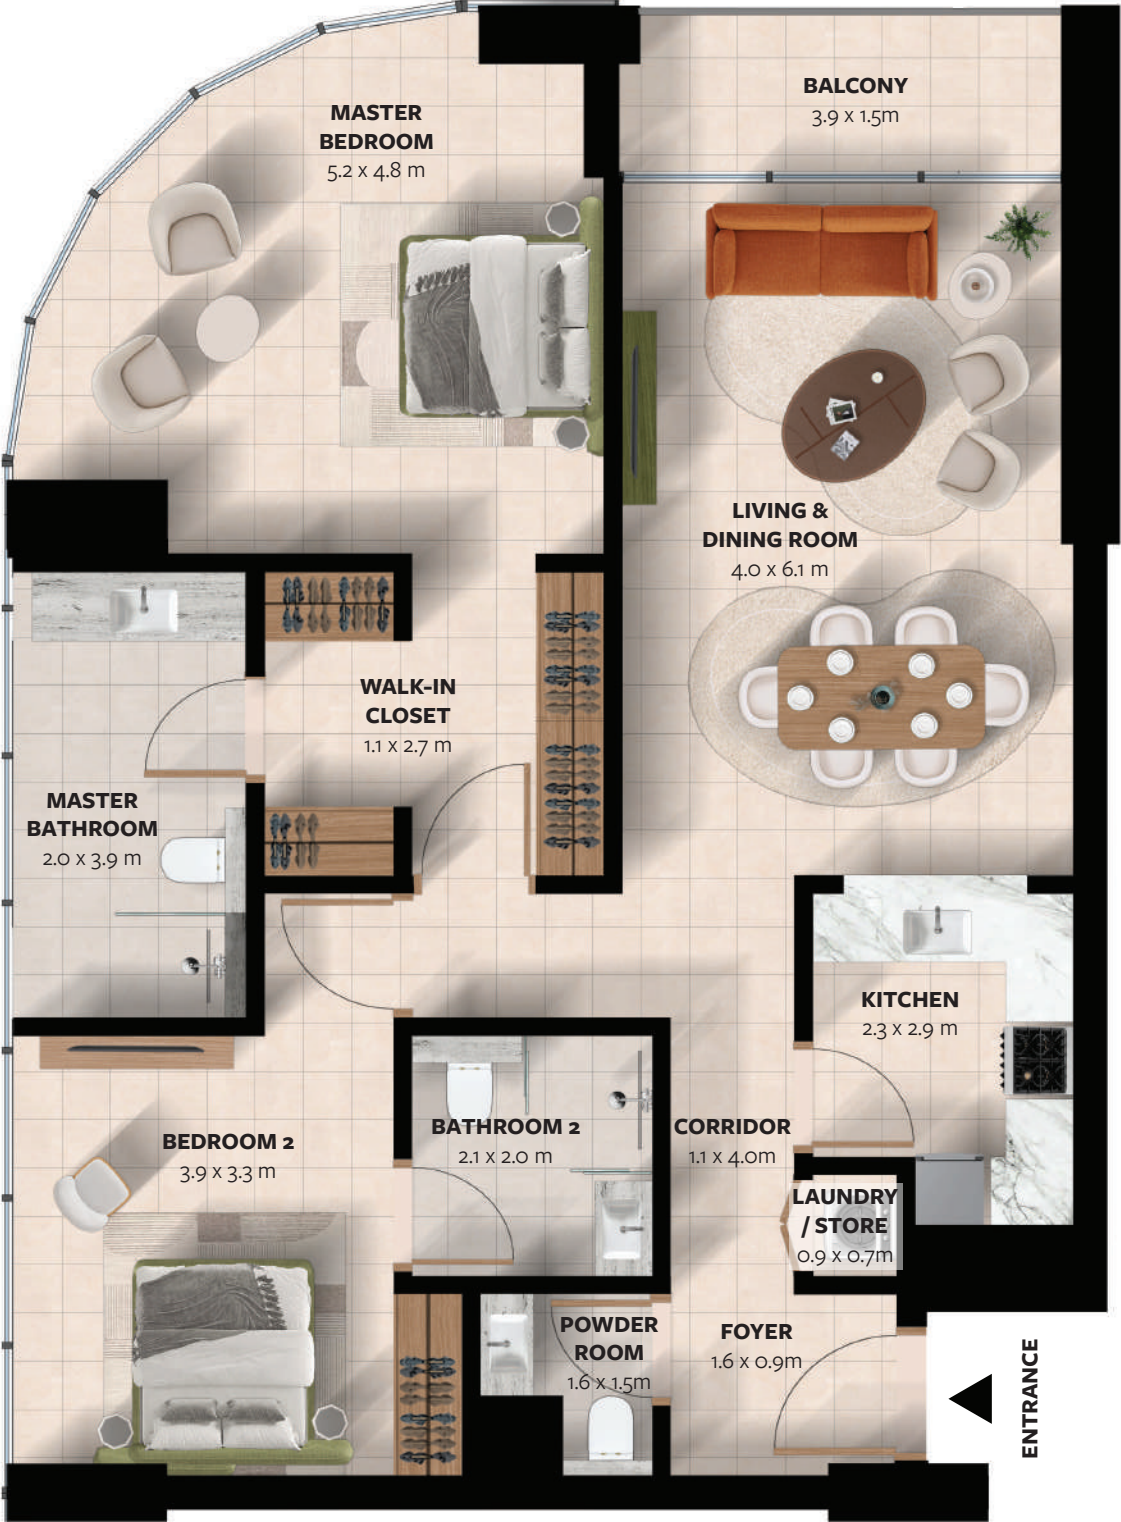 BALCONY
3.9 x 1.5m
MASTER
BEDROOM
5.2 x 4.8 m
LIVING &
DINING ROOM
4.0 x 6.1 m
WALK-IN
CLOSET
1.1 x 2.7 m
MASTER
BATHROOM
2.0 x 3.9 m
KITCHEN
2.3 x 2.9 m
BEDROOM 2
3.9 x 3.3 m
BATHROOM 2
2.1 x 2.0 m
CORRIDOR
1.1 x 4.0m
LAUNDRY
/ STORE
0.9 x 0.7m
POWDER
ROOM
1.6 x 1.5m
FOYER
1.6 x 0.9m
ENTRANCE